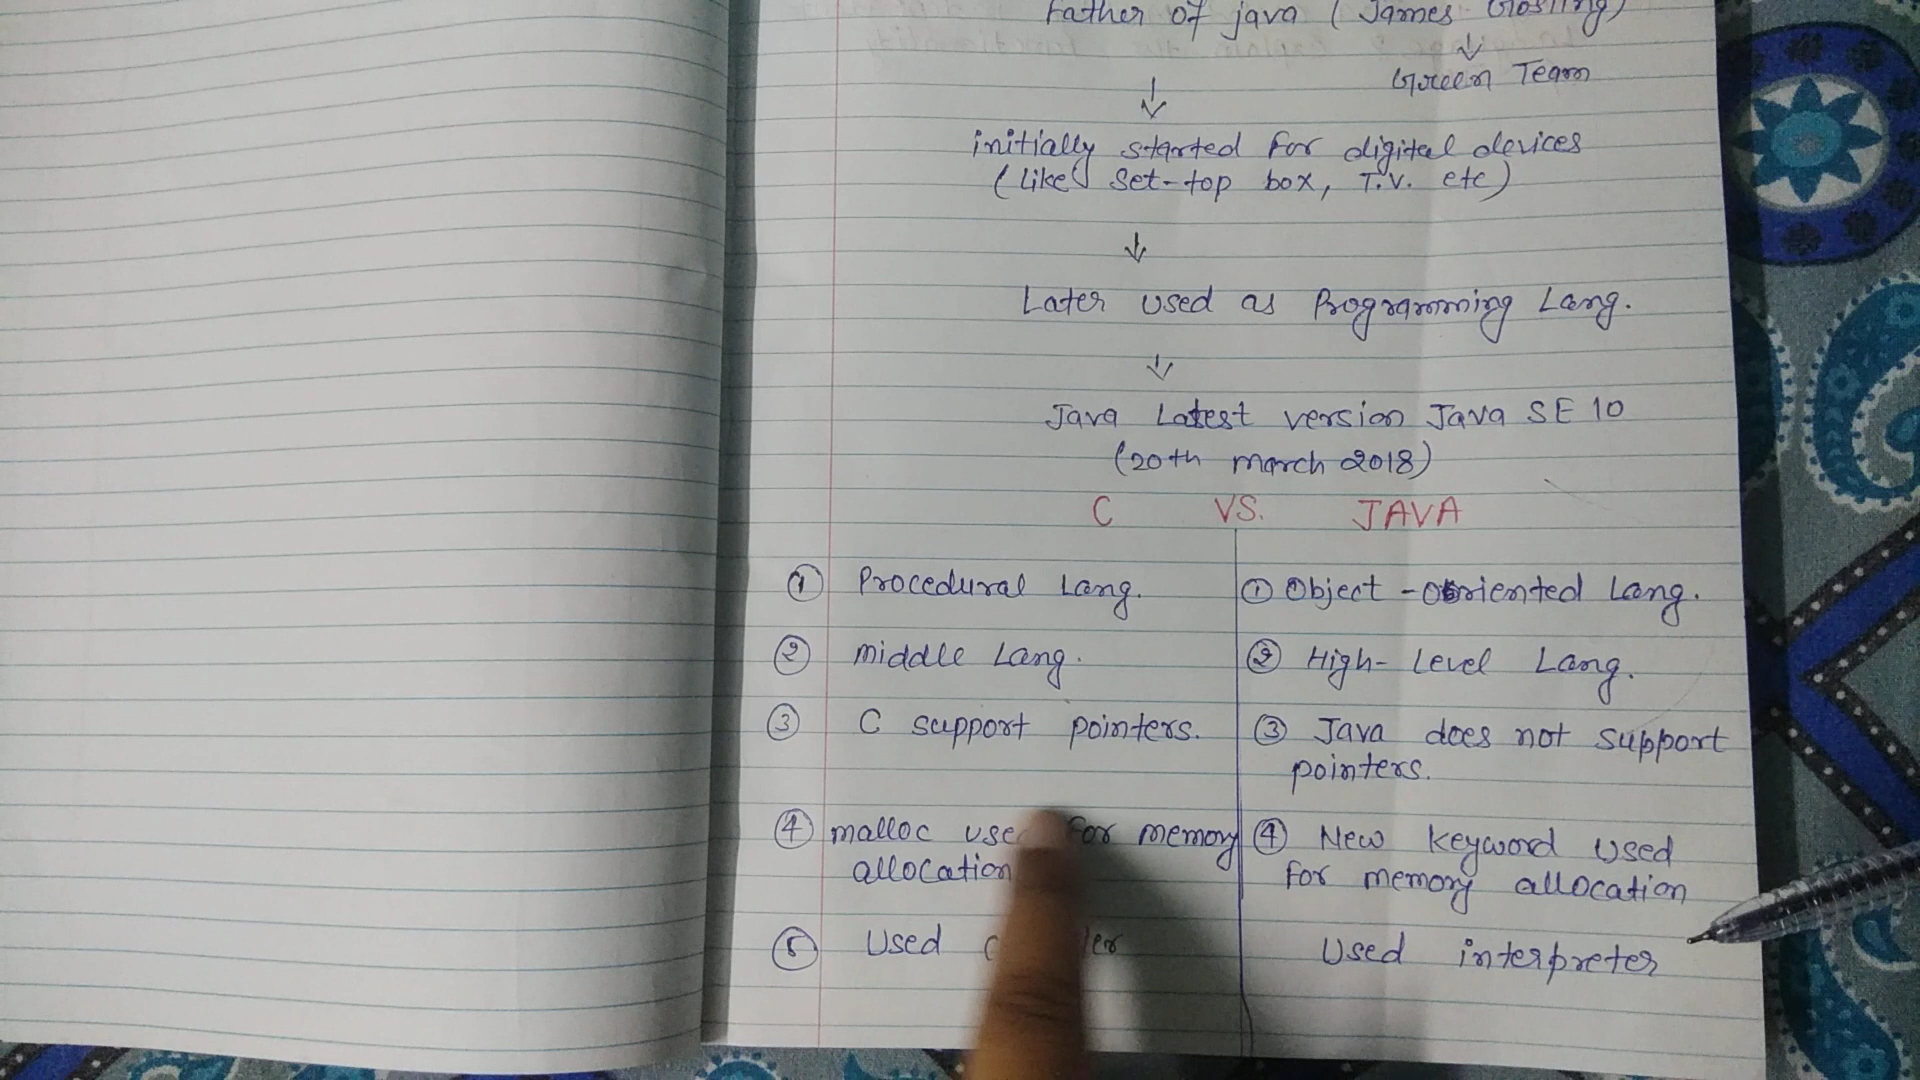 Father of java (James Gosling)
Green Team
initially started for digital devices
(like set-top box, T.V. etc)
Later used as Programming Lang.
Java Latest version Java SE 10
(20th march 2018)
C VS. JAVA
① Procedural Lang.
① Object-oriented Lang.
② middle Lang.
② High-Level Lang.
③ C support pointers.
③ Java does not support
pointers.
④ malloc used for memory
allocation
④ New keyword used
for memory allocation
⑤ Used
Used interpreter